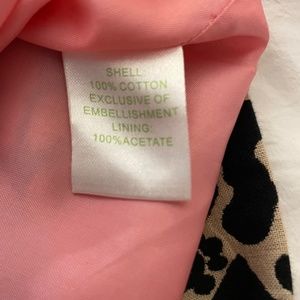 SHELL:
100% COTTON
EXCLUSIVE OF
EMBELLISHMENT
LINING:
100% ACETATE